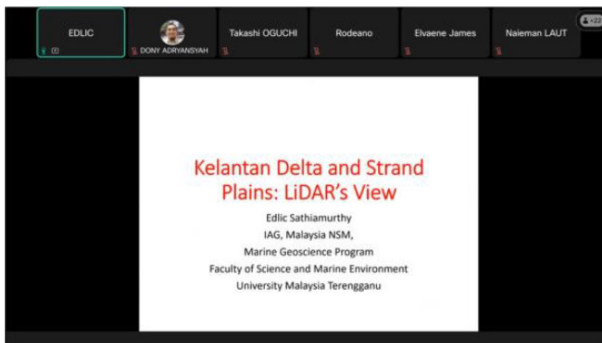 EDLIC
DONY ADRYANSYAH
Takashi OGUCHI
Rodeano
Elvaene James
Naieman LAUT
+22
Kelantan Delta and Strand
Plains: LiDAR's View
Edlic Sathiamurthy
IAG, Malaysia NSM,
Marine Geoscience Program
Faculty of Science and Marine Environment
University Malaysia Terengganu